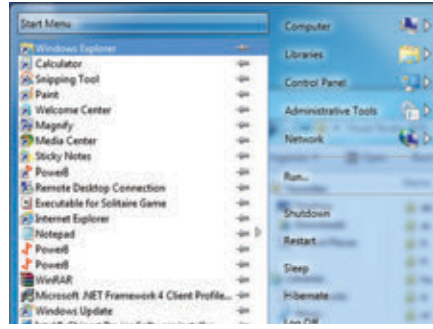 Start Menu
Windows Explorer
Calculator
Snipping Tool
Paint
Welcome Center
Magnify
Media Center
Sticky Notes
Power8
Remote Desktop Connection
Executable for Solitaire Game
Internet Explorer
Notepad
Power8
Power8
WinRAR
Microsoft .NET Framework 4 Client Profile...
Windows Update
Computer
Libraries
Control Panel
Administrative Tools
Network
Run...
Shutdown
Restart
Sleep
Hibernate
Log Off